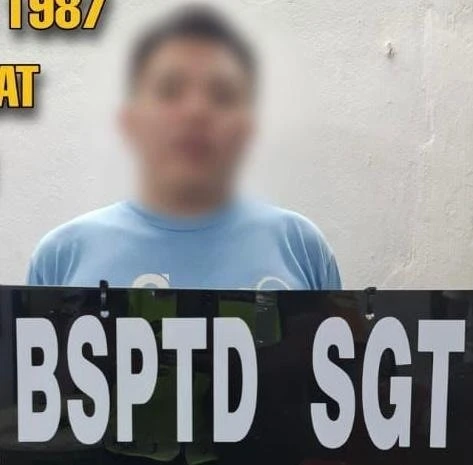 1987
AT
BSPTD SGT